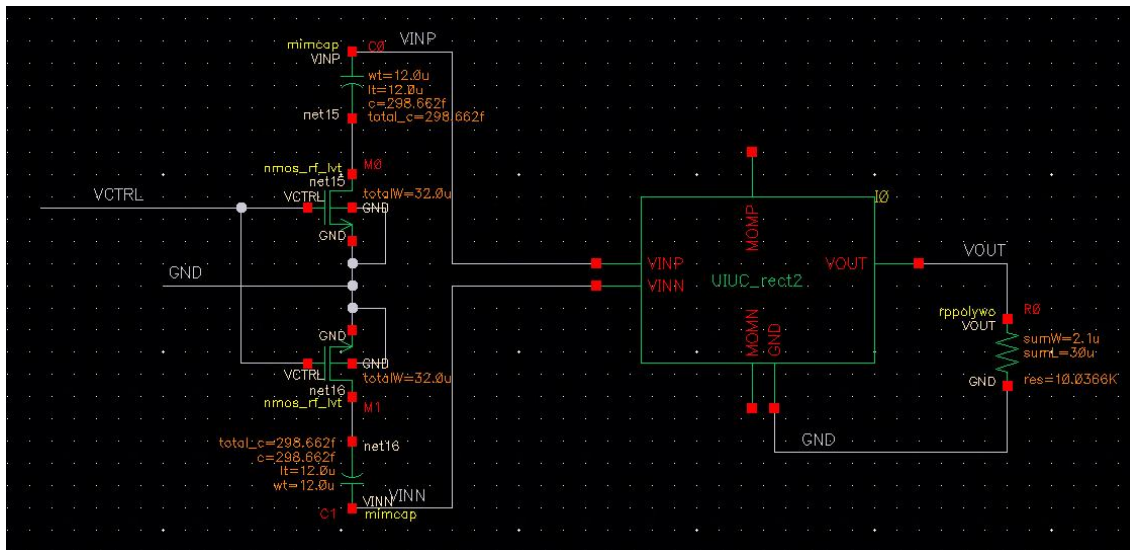 mimcap
C0
VINP
VINP
wt=12.0u
lt=12.0u
c=298.662f
total_c=298.662f
net15
nmos_rf_lvt
M0
net15
VCTRL
VCTRL
totalW=32.0u
GND
GND
GND
GND
GND
VCTRL
totalW=32.0u
net16
nmos_rf_lvt
M1
total_c=298.662f
net16
c=298.662f
lt=12.0u
wt=12.0u
VINN
VINN
C1
mimcap
I0
MOMP
VINP
VOUT
VINN
UIUC_rect2
MOMN
GND
VOUT
rppolywo
R0
VOUT
sumW=2.1u
sumL=30u
GND
res=10.0366K
GND